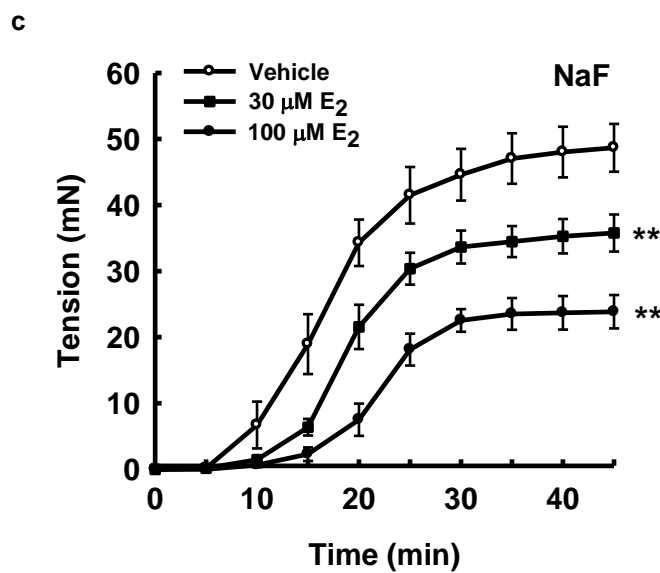 c
60
50
40
30
20
10
0
Tension (mN)
Vehicle
30 μM E2
100 μM E2
NaF
**
**
0 10 20 30 40
Time (min)